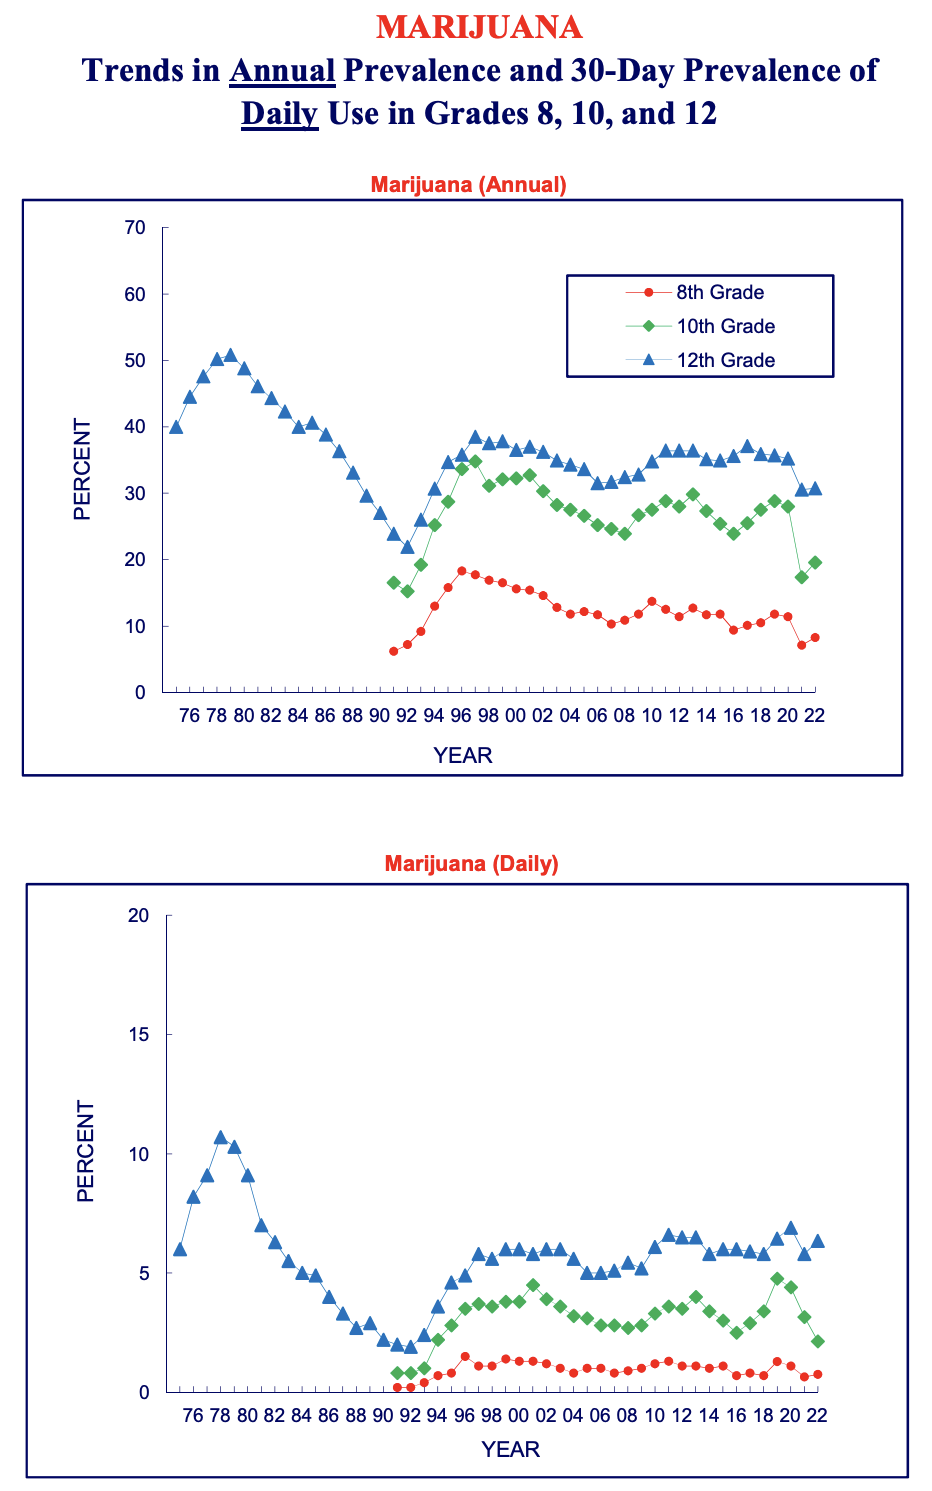 MARIJUANA
Trends in Annual Prevalence and 30-Day Prevalence of
Daily Use in Grades 8, 10, and 12
Marijuana (Annual)
70
60
50
40
30
20
10
0
PERCENT
8th Grade
10th Grade
12th Grade
76 78 80 82 84 86 88 90 92 94 96 98 00 02 04 06 08 10 12 14 16 18 20 22
YEAR
Marijuana (Daily)
20
15
10
5
0
PERCENT
76 78 80 82 84 86 88 90 92 94 96 98 00 02 04 06 08 10 12 14 16 18 20 22
YEAR